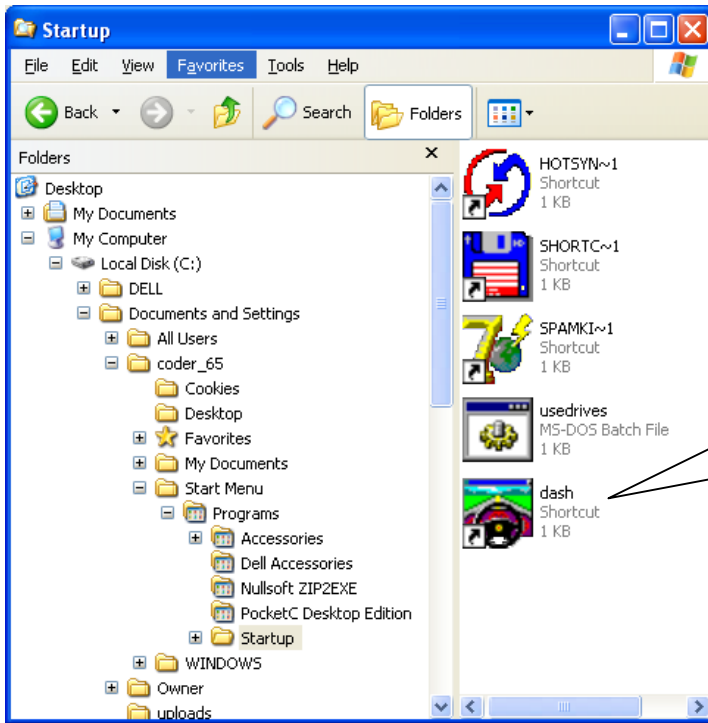 Startup
File Edit View Favorites Tools Help
Back Search Folders
Folders
Desktop
My Documents
My Computer
Local Disk (C:)
DELL
Documents and Settings
All Users
coder_65
Cookies
Desktop
Favorites
My Documents
Start Menu
Programs
Accessories
Dell Accessories
Nullsoft ZIP2EXE
PocketC Desktop Edition
Startup
WINDOWS
Owner
uploads
HOTSYN~1
Shortcut
1 KB
SHORTC~1
Shortcut
1 KB
SPAMKI~1
Shortcut
1 KB
usedrives
MS-DOS Batch File
1 KB
dash
Shortcut
1 KB